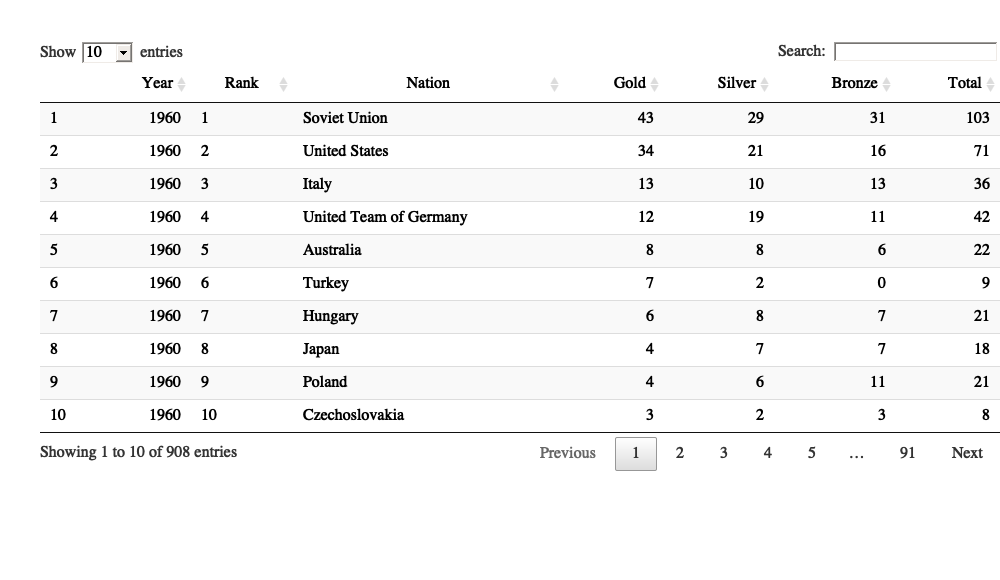 Show 10 entries Search:
Year Rank Nation Gold Silver Bronze Total
1 1960 1 Soviet Union 43 29 31 103
2 1960 2 United States 34 21 16 71
3 1960 3 Italy 13 10 13 36
4 1960 4 United Team of Germany 12 19 11 42
5 1960 5 Australia 8 8 6 22
6 1960 6 Turkey 7 2 0 9
7 1960 7 Hungary 6 8 7 21
8 1960 8 Japan 4 7 7 18
9 1960 9 Poland 4 6 11 21
10 1960 10 Czechoslovakia 3 2 3 8
Showing 1 to 10 of 908 entries Previous 1 2 3 4 5 … 91 Next